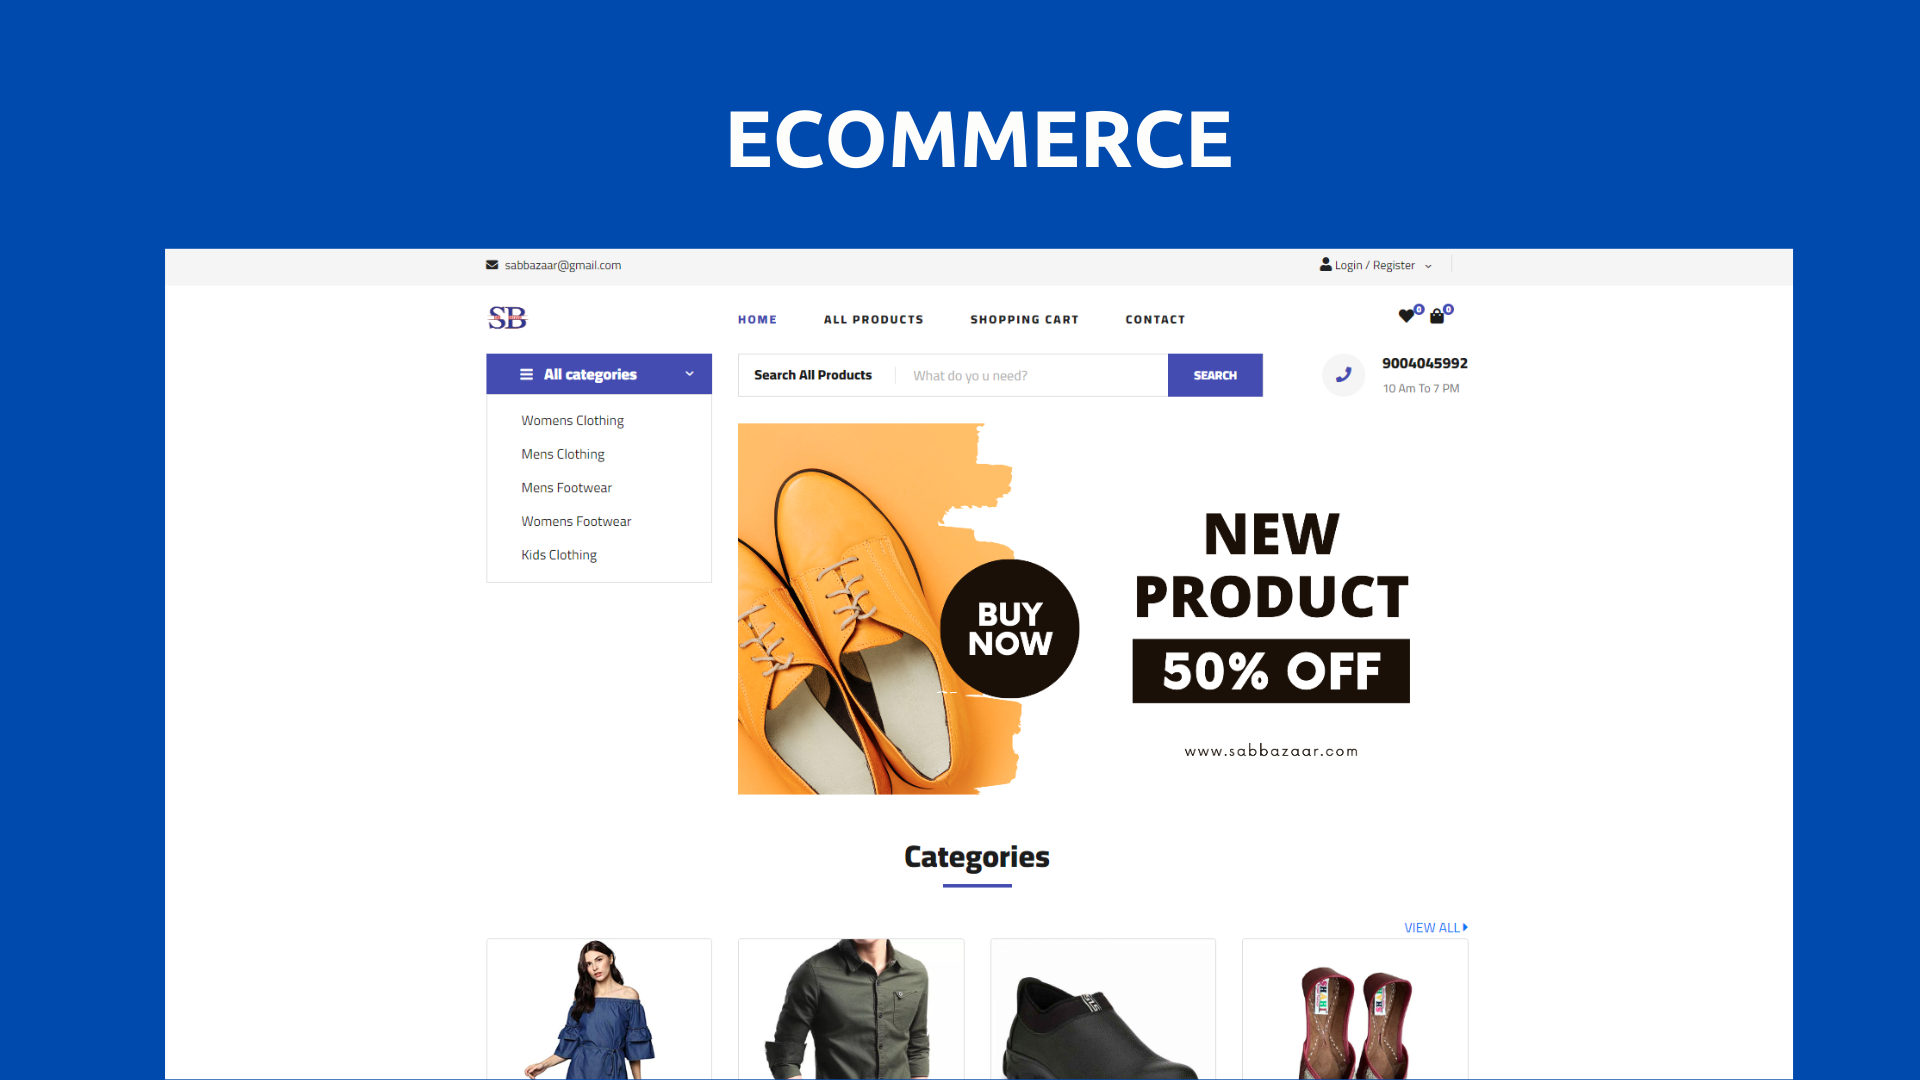 ECOMMERCE
sabbazaar@gmail.com
Login / Register
SB
HOME
ALL PRODUCTS
SHOPPING CART
CONTACT
0
0
All categories
Search All Products
What do yo u need?
SEARCH
9004045992
10 Am To 7 PM
Womens Clothing
Mens Clothing
Mens Footwear
Womens Footwear
Kids Clothing
BUY
NOW
NEW
PRODUCT
50% OFF
www.sabbazaar.com
Categories
VIEW ALL